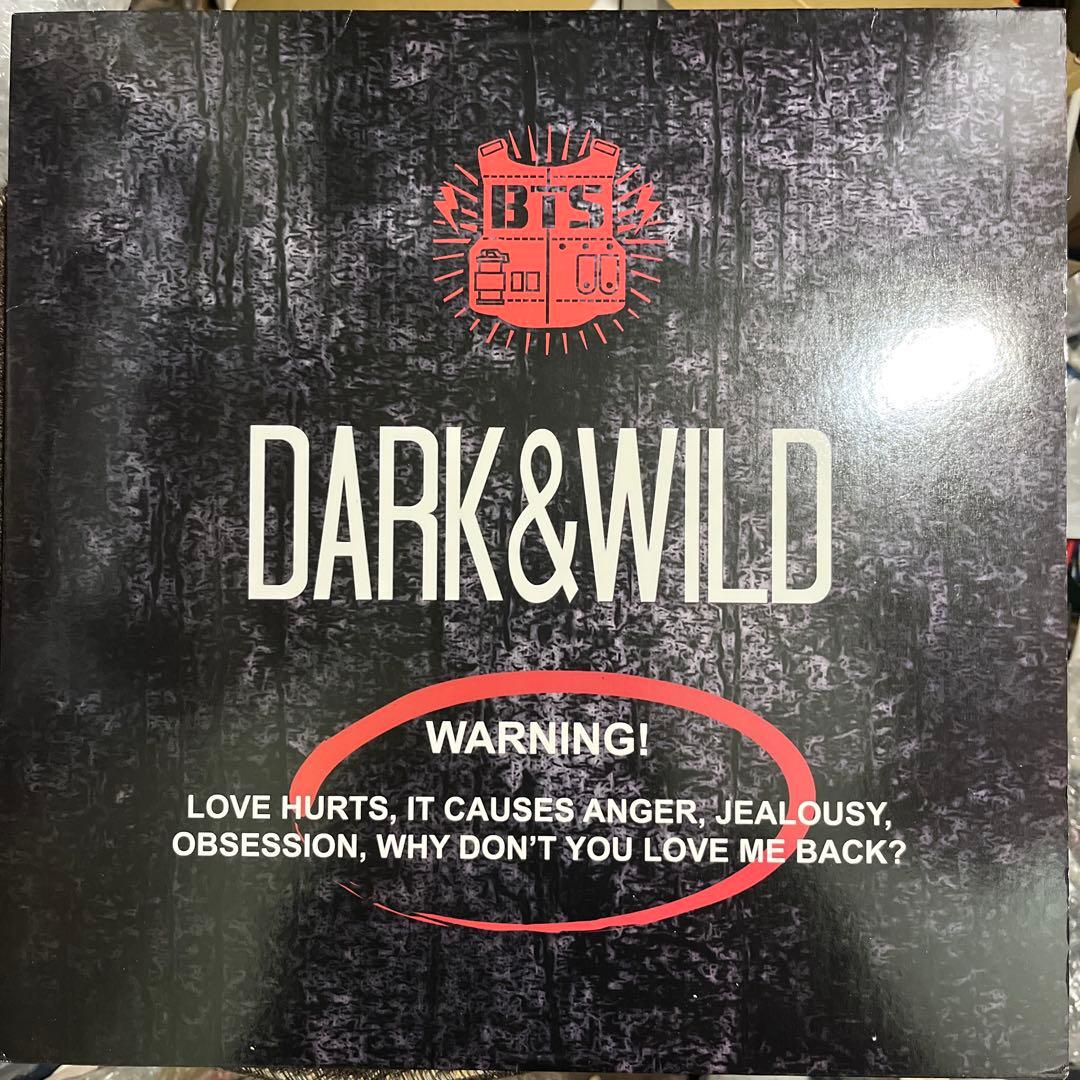 BTS
DARK&WILD
WARNING!
LOVE HURTS, IT CAUSES ANGER, JEALOUSY,
OBSESSION, WHY DON'T YOU LOVE ME BACK?